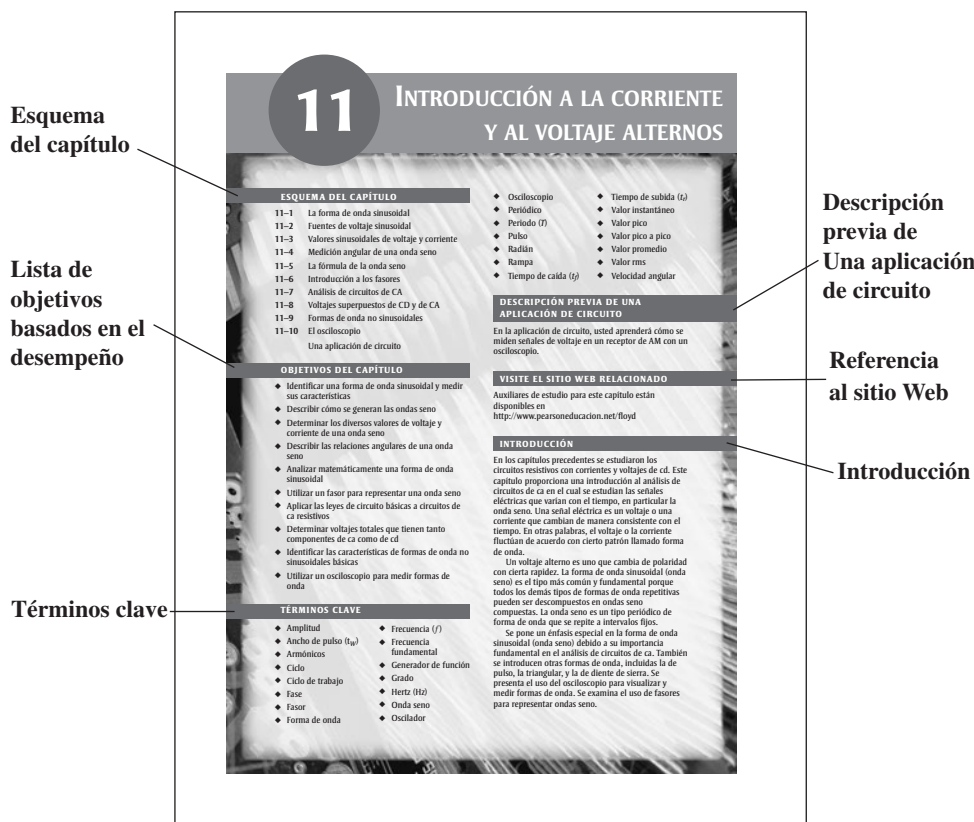 Esquema
del capítulo
Lista de
objetivos
basados en el
desempeño
Términos clave
11
INTRODUCCIÓN A LA CORRIENTE
Y AL VOLTAJE ALTERNOS
ESQUEMA DEL CAPÍTULO
11–1 La forma de onda sinusoidal
11–2 Fuentes de voltaje sinusoidal
11–3 Valores sinusoidales de voltaje y corriente
11–4 Medición angular de una onda seno
11–5 La fórmula de la onda seno
11–6 Introducción a los fasores
11–7 Análisis de circuitos de CA
11–8 Voltajes superpuestos de CD y de CA
11–9 Formas de onda no sinusoidales
11–10 El osciloscopio
Una aplicación de circuito
OBJETIVOS DEL CAPÍTULO
◆ Identificar una forma de onda sinusoidal y medir
sus características
◆ Describir cómo se generan las ondas seno
◆ Determinar los diversos valores de voltaje y
corriente de una onda seno
◆ Describir las relaciones angulares de una onda
seno
◆ Analizar matemáticamente una forma de onda
sinusoidal
◆ Utilizar un fasor para representar una onda seno
◆ Aplicar las leyes de circuito básicas a circuitos de
ca resistivos
◆ Determinar voltajes totales que tienen tanto
componentes de ca como de cd
◆ Identificar las características de formas de onda no
sinusoidales básicas
◆ Utilizar un osciloscopio para medir formas de
onda
TÉRMINOS CLAVE
◆ Amplitud
◆ Ancho de pulso (tW)
◆ Armónicos
◆ Ciclo
◆ Ciclo de trabajo
◆ Fase
◆ Fasor
◆ Forma de onda
◆ Frecuencia (f)
◆ Frecuencia
fundamental
◆ Generador de función
◆ Grado
◆ Hertz (Hz)
◆ Onda seno
◆ Oscilador
◆ Osciloscopio
◆ Periódico
◆ Periodo (T)
◆ Pulso
◆ Radián
◆ Rampa
◆ Tiempo de caída (tf)
◆ Tiempo de subida (tr)
◆ Valor instantáneo
◆ Valor pico
◆ Valor pico a pico
◆ Valor promedio
◆ Valor rms
◆ Velocidad angular
DESCRIPCIÓN PREVIA DE UNA
APLICACIÓN DE CIRCUITO
En la aplicación de circuito, usted aprenderá cómo se
miden señales de voltaje en un receptor de AM con un
osciloscopio.
VISITE EL SITIO WEB RELACIONADO
Auxiliares de estudio para este capítulo están
disponibles en
http://www.pearsoneducacion.net/floyd
INTRODUCCIÓN
En los capítulos precedentes se estudiaron los
circuitos resistivos con corrientes y voltajes de cd. Este
capítulo proporciona una introducción al análisis de
circuitos de ca en el cual se estudian las señales
eléctricas que varían con el tiempo, en particular la
onda seno. Una señal eléctrica es un voltaje o una
corriente que cambian de manera consistente con el
tiempo. En otras palabras, el voltaje o la corriente
fluctúan de acuerdo con cierto patrón llamado forma
de onda.
Un voltaje alterno es uno que cambia de polaridad
con cierta rapidez. La forma de onda sinusoidal (onda
seno) es el tipo más común y fundamental porque
todos los demás tipos de formas de onda repetitivas
pueden ser descompuestos en ondas seno
compuestas. La onda seno es un tipo periódico de
forma de onda que se repite a intervalos fijos.
Se pone un énfasis especial en la forma de onda
sinusoidal (onda seno) debido a su importancia
fundamental en el análisis de circuitos de ca. También
se introducen otras formas de onda, incluidas la de
pulso, la triangular, y la de diente de sierra. Se
presenta el uso del osciloscopio para visualizar y
medir formas de onda. Se examina el uso de fasores
para representar ondas seno.
Descripción
previa de
Una aplicación
de circuito
Referencia
al sitio Web
Introducción